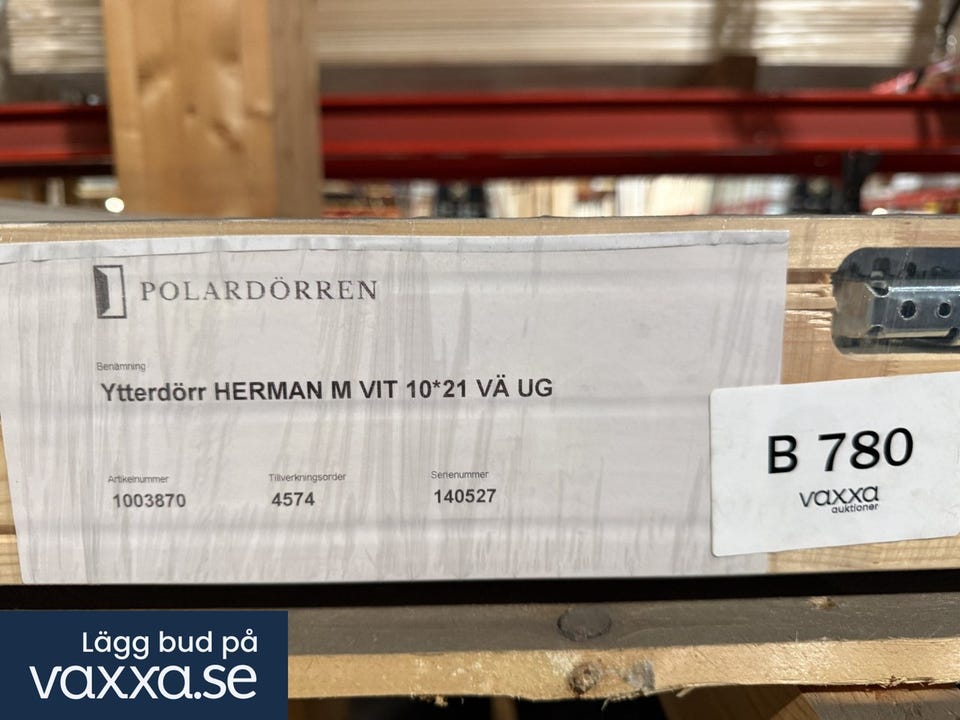 POLARDÖRREN
Benämning
Ytterdörr HERMAN M VIT 10*21 VÄ UG
Artikelnummer Tillverkningsorder Serienummer
1003870 4574 140527
B 780
vaxxa
auktioner
Lägg bud på
vaxxa.se